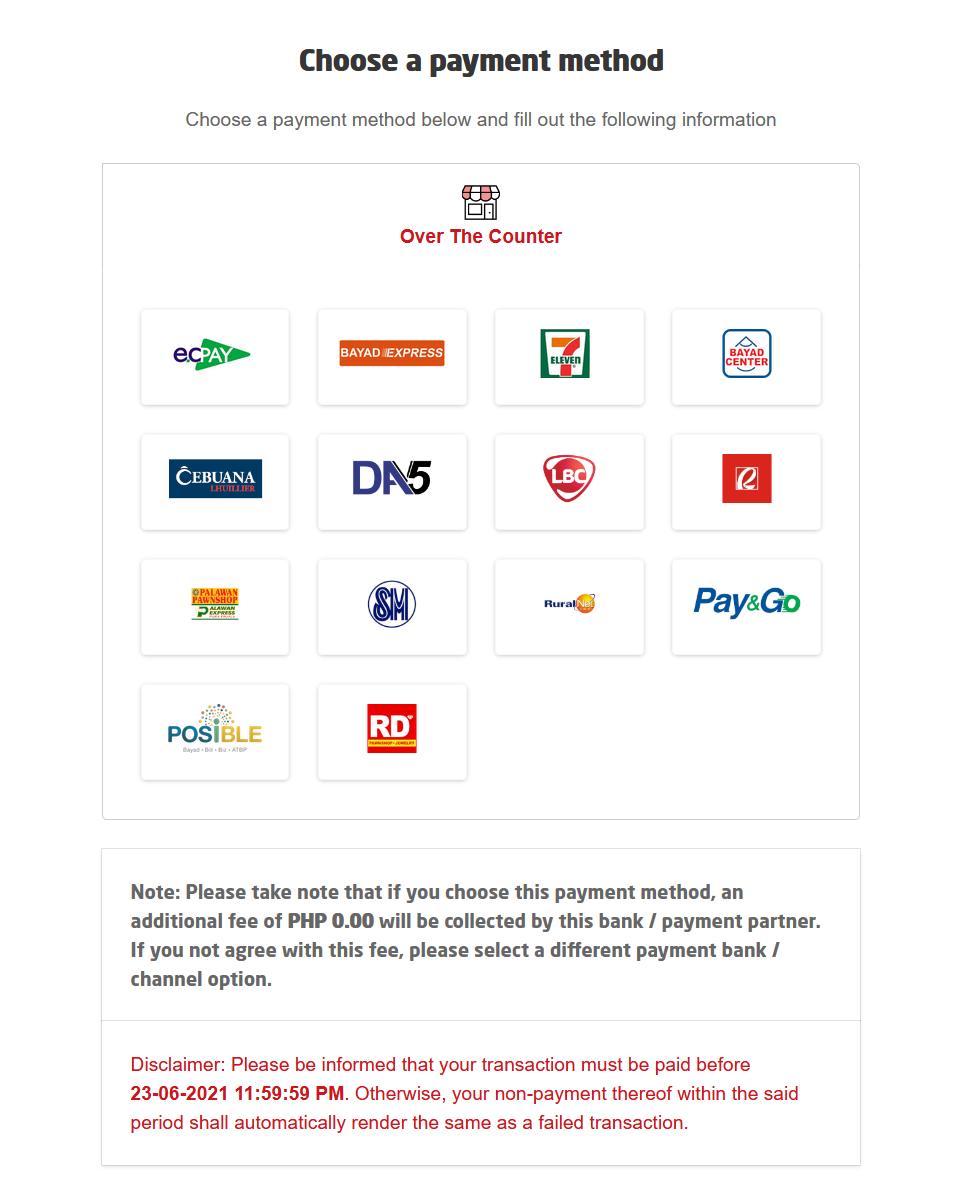 Choose a payment method
Choose a payment method below and fill out the following information
Over The Counter
ecPAY
BAYAD EXPRESS
7 ELEVEN
BAYAD CENTER
CEBUANA LHUILLIER
DA5
LBC
R
PALAWAN PAWNSHOP
PALAWAN EXPRESS
SM
RuralNet
Pay&Go
POSiBLE
Bayad • Bili • Biz • ATBP
RD
PAWNSHOP • JEWELRY
Note: Please take note that if you choose this payment method, an
additional fee of PHP 0.00 will be collected by this bank / payment partner.
If you not agree with this fee, please select a different payment bank /
channel option.
Disclaimer: Please be informed that your transaction must be paid before
23-06-2021 11:59:59 PM. Otherwise, your non-payment thereof within the said
period shall automatically render the same as a failed transaction.